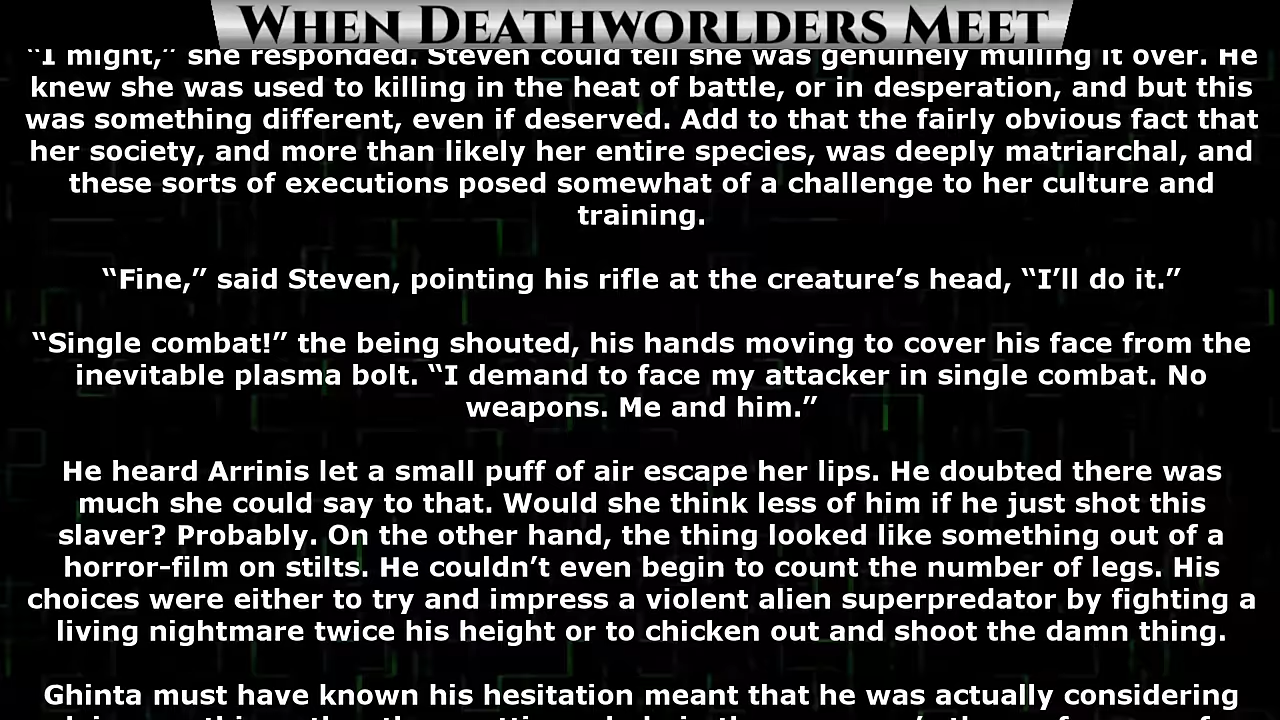 When Deathworlders Meet
“I might,” she responded. Steven could tell she was genuinely mulling it over. He
knew she was used to killing in the heat of battle, or in desperation, and but this
was something different, even if deserved. Add to that the fairly obvious fact that
her society, and more than likely her entire species, was deeply matriarchal, and
these sorts of executions posed somewhat of a challenge to her culture and
training.
“Fine,” said Steven, pointing his rifle at the creature’s head, “I’ll do it.”
“Single combat!” the being shouted, his hands moving to cover his face from the
inevitable plasma bolt. “I demand to face my attacker in single combat. No
weapons. Me and him.”
He heard Arrinis let a small puff of air escape her lips. He doubted there was
much she could say to that. Would she think less of him if he just shot this
slaver? Probably. On the other hand, the thing looked like something out of a
horror-film on stilts. He couldn’t even begin to count the number of legs. His
choices were either to try and impress a violent alien superpredator by fighting a
living nightmare twice his height or to chicken out and shoot the damn thing.
Ghinta must have known his hesitation meant that he was actually considering